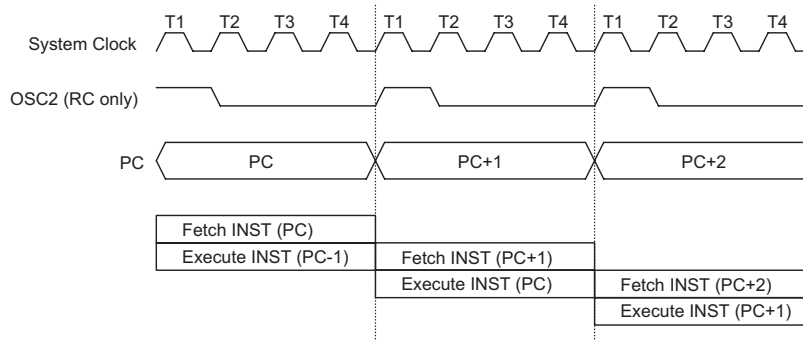 T1 T2 T3 T4 T1 T2 T3 T4 T1 T2 T3 T4
System Clock
OSC2 (RC only)
PC PC PC+1 PC+2
Fetch INST (PC)
Execute INST (PC-1) Fetch INST (PC+1)
Execute INST (PC) Fetch INST (PC+2)
Execute INST (PC+1)